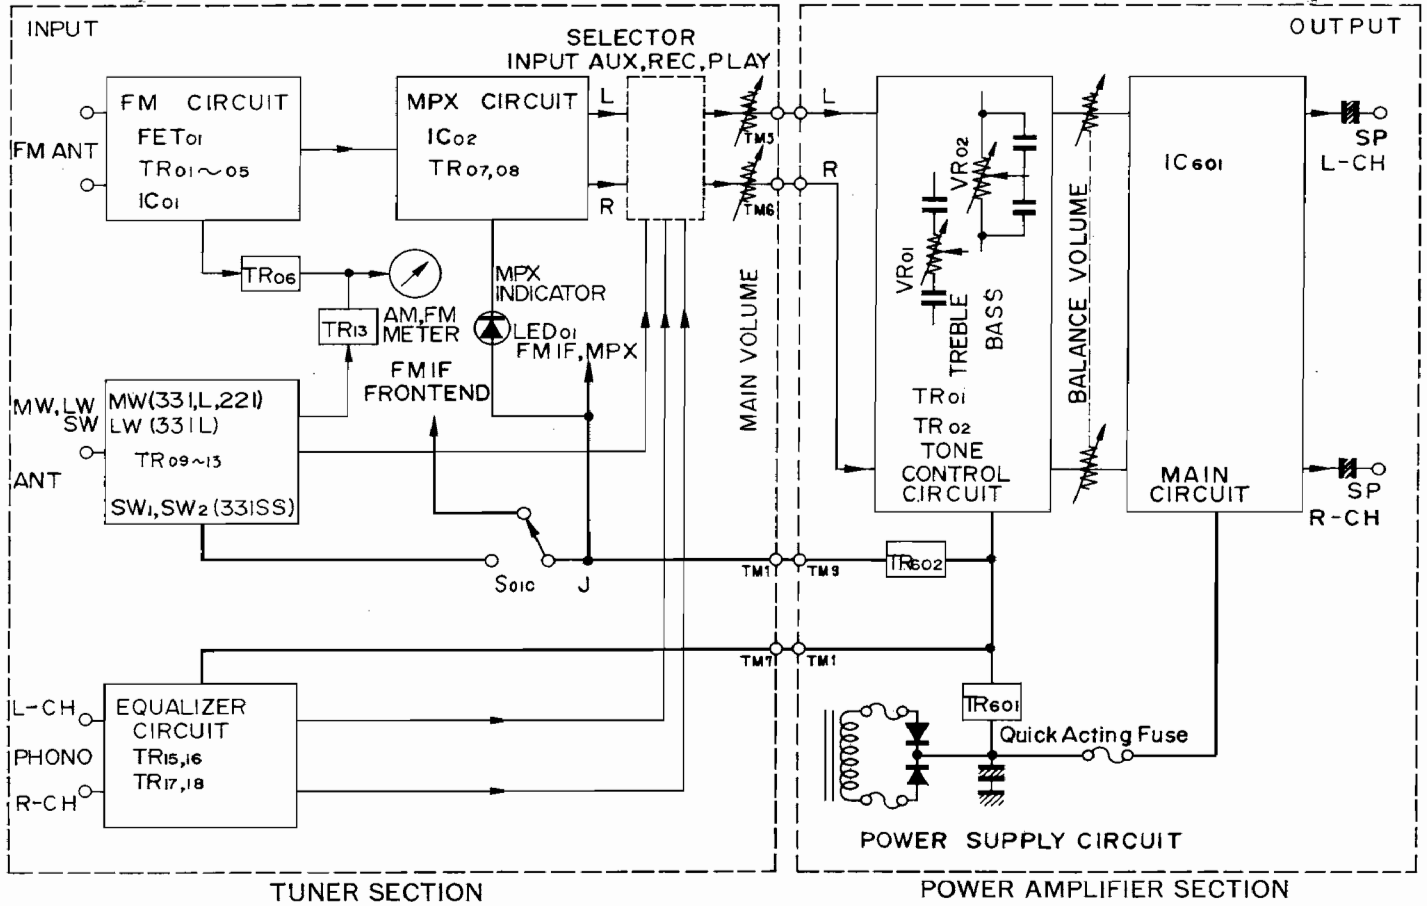 INPUT
OUTPUT
SELECTOR
INPUT AUX,REC,PLAY
FM CIRCUIT
FET01
TR01~05
IC01
FM ANT
MPX CIRCUIT
IC02
TR07,08
L
R
TM5
TM6
L
R
VR02
VR01
TREBLE
BASS
TR01
TR02
TONE
CONTROL
CIRCUIT
BALANCE VOLUME
IC601
MAIN
CIRCUIT
SP
L-CH
SP
R-CH
TR06
TR13
AM,FM
METER
MPX
INDICATOR
LED01
FMIF,MPX
FMIF
FRONTEND
MAIN VOLUME
MW,LW
SW
ANT
MW(331,L,221)
LW(331L)
TR09~13
SW1,SW2(331SS)
S01C
J
TM1
TM9
TR602
TM7
TM1
TR601
Quick Acting Fuse
L-CH
PHONO
R-CH
EQUALIZER
CIRCUIT
TR15,16
TR17,18
POWER SUPPLY CIRCUIT
TUNER SECTION
POWER AMPLIFIER SECTION